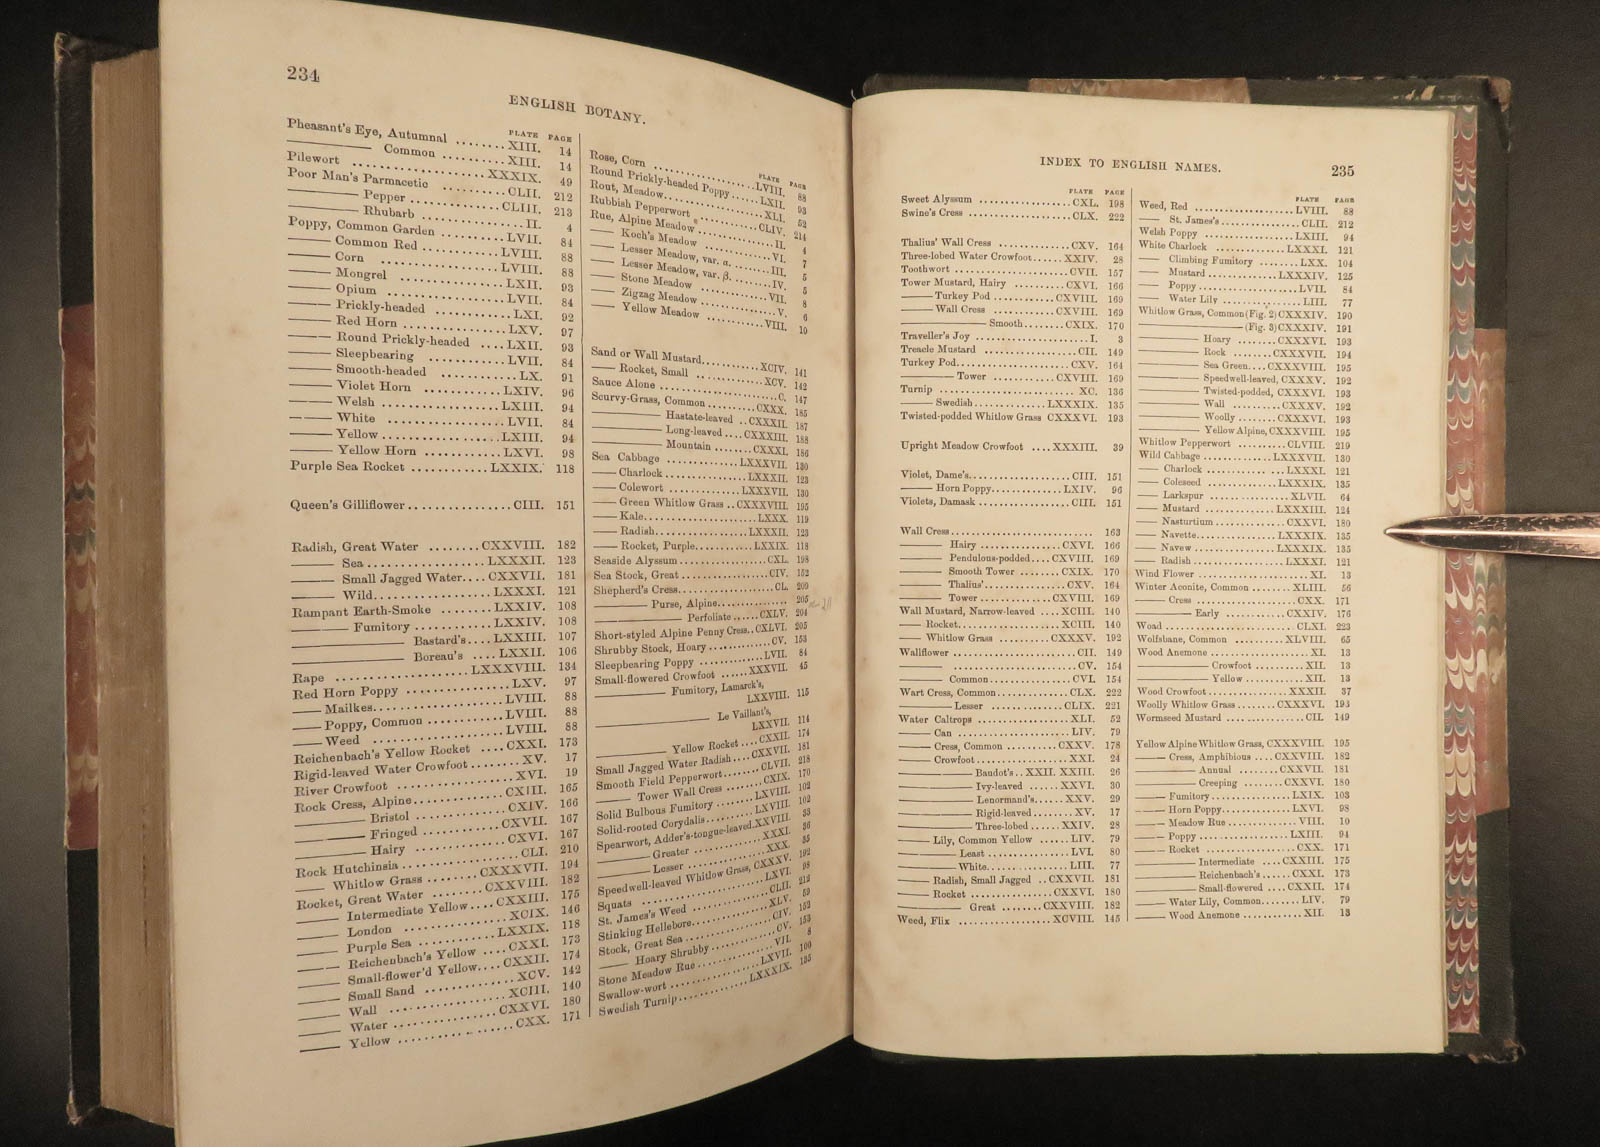 234
ENGLISH BOTANY.
PLATE PAGE
Pheasant's Eye, Autumnal ........ XIII. 14
——— Common .......... XIII. 14
Pilewort .................. XXXIX. 49
Poor Man's Parmacetic .......... CLII. 212
——— Pepper .............. CLIII. 213
——— Rhubarb ............... II. 4
Poppy, Common Garden .......... LVII. 84
——— Common Red ............ LVIII. 88
——— Corn ................ LVIII. 88
——— Mongrel ............... LXII. 93
——— Opium ................ LVII. 84
——— Prickly-headed ........... LXI. 92
——— Red Horn .............. LXV. 97
——— Round Prickly-headed .... LXII. 93
——— Sleepbearing ............ LVII. 84
——— Smooth-headed ............ LX. 91
——— Violet Horn ............ LXIV. 96
——— Welsh ................ LXIII. 94
——— White ................ LVII. 84
——— Yellow ................ LXIII. 94
——— Yellow Horn ............ LXVI. 98
Purple Sea Rocket ............ LXXIX. 118
Queen's Gilliflower ............... CIII. 151
Radish, Great Water ........ CXXVIII. 182
——— Sea ................ LXXXII. 123
——— Small Jagged Water.... CXXVII. 181
——— Wild ................ LXXXI. 121
Rampant Earth-Smoke ........ LXXIV. 108
——— Fumitory ............ LXXIV. 108
——— Bastard's .... LXXIII. 107
——— Boreau's .... LXXII. 106
Rape .................... LXXXVIII. 134
Red Horn Poppy ............... LXV. 97
—— Mailkes .................. LVIII. 88
—— Poppy, Common ............ LVIII. 88
—— Weed .................. LVIII. 88
Reichenbach's Yellow Rocket .... CXXI. 173
Rigid-leaved Water Crowfoot ........ XV. 17
River Crowfoot ................ XVI. 19
Rock Cress, Alpine ............ CXIII. 165
——— Bristol ............ CXIV. 166
——— Fringed ............ CXVII. 167
——— Hairy ............ CXVI. 167
Rock Hutchinsia ................ CLI. 210
—— Whitlow Grass ........ CXXXVII. 194
Rocket, Great Water ........ CXXVIII. 182
——— Intermediate Yellow .... CXXIII. 175
——— London .............. XCIX. 146
——— Purple Sea ............ LXXIX. 118
——— Reichenbach's Yellow .... CXXI. 173
——— Small-flower'd Yellow.... CXXII. 174
——— Small Sand ............ XCV. 142
——— Wall ................ XCIII. 140
——— Water .............. CXXVI. 180
——— Yellow ................ CXX. 171
PLATE PAGE
Rose, Corn .................. LVIII. 88
Round Prickly-headed Poppy ...... LXII. 93
Rout, Meadow .................. XLI. 52
Rubbish Pepperwort ............ CLIV. 214
Rue, Alpine Meadow ............ II. 4
—— Koch's Meadow ............ VI. 7
—— Lesser Meadow, var. α. ........ III. 5
—— Lesser Meadow, var. β. ........ IV. 5
—— Stone Meadow ............ VII. 8
—— Zigzag Meadow ............ V. 6
—— Yellow Meadow ............ VIII. 10
Sand or Wall Mustard .......... XCIV. 141
—— Rocket, Small ............ XCV. 142
Sauce Alone .................. C. 147
Scurvy-Grass, Common .......... CXXX. 185
——— Hastate-leaved .. CXXXII. 187
——— Long-leaved .... CXXXIII. 188
——— Mountain ........ CXXXI. 186
Sea Cabbage ............ LXXXVII. 130
—— Charlock ................ LXXXII. 123
—— Colewort ............ LXXXVII. 130
—— Green Whitlow Grass .. CXXXVIII. 195
—— Kale .................... LXXX. 119
—— Radish ................ LXXXII. 123
—— Rocket, Purple ............ LXXIX. 118
Seaside Alyssum ................ CXL. 198
Sea Stock, Great ................ CIV. 152
Shepherd's Cress .................. CL. 209
——— Purse, Alpine .............. 205
——— Perfoliate ...... CXLV. 204
Short-styled Alpine Penny Cress.. CXLVI. 205
Shrubby Stock, Hoary .............. CV. 153
Sleepbearing Poppy ............ LVII. 84
Small-flowered Crowfoot ...... XXXVII. 45
——— Fumitory, Lamarck's,
LXXVIII. 115
——— Le Vaillant's,
LXXVII. 114
——— Yellow Rocket .... CXXII. 174
Small Jagged Water Radish .... CXXVII. 181
Smooth Field Pepperwort ........ CLVII. 218
—— Tower Wall Cress ........ CXIX. 170
Solid Bulbous Fumitory ........ LXVIII. 102
Solid-rooted Corydalis .......... LXVIII. 102
Spearwort, Adder's-tongue-leaved. XXVIII. 33
——— Greater ............ XXXI. 36
——— Lesser ............ XXX. 35
Speedwell-leaved Whitlow Grass, CXXXV. 192
Squats .................... LXVI. 98
St. James's Weed .............. CLII. 212
Stinking Hellebore .............. XLV. 59
Stock, Great Sea .............. CIV. 152
—— Hoary Shrubby .............. CV. 153
Stone Meadow Rue .............. VII. 8
Swallow-wort .................. LXVII. 100
Swedish Turnip ............ LXXXIX. 135
INDEX TO ENGLISH NAMES.
235
PLATE PAGE
Sweet Alyssum ................ CXL. 198
Swine's Cress .................. CLX. 222
Thalius' Wall Cress ............ CXV. 164
Three-lobed Water Crowfoot ...... XXIV. 28
Toothwort .................... CVII. 157
Tower Mustard, Hairy .......... CXVI. 166
——— Turkey Pod ............ CXVIII. 169
——— Wall Cress ............ CXVIII. 169
——— Smooth ........ CXIX. 170
Traveller's Joy .................... I. 3
Treacle Mustard ................ CII. 149
Turkey Pod .................... CXV. 164
——— Tower ............ CXVIII. 169
Turnip ........................ XC. 136
——— Swedish .............. LXXXIX. 135
Twisted-podded Whitlow Grass CXXXVI. 193
Upright Meadow Crowfoot .... XXXIII. 39
Violet, Dame's .................. CIII. 151
——— Horn Poppy .............. LXIV. 96
Violets, Damask ................ CIII. 151
Wall Cress .......................... 163
——— Hairy ................ CXVI. 166
——— Pendulous-podded .... CXVIII. 169
——— Smooth Tower ........ CXIX. 170
——— Thalius' .............. CXV. 164
——— Tower ............ CXVIII. 169
Wall Mustard, Narrow-leaved .... XCIII. 140
—— Rocket .................. XCIII. 140
—— Whitlow Grass .......... CXXXV. 192
Wallflower ...................... CII. 149
——— ...................... CV. 154
——— Common ................ CVI. 154
Wart Cress, Common ............ CLX. 222
——— Lesser .............. CLIX. 221
Water Caltrops .................. XLI. 52
—— Can ...................... LIV. 79
—— Cress, Common .......... CXXV. 178
—— Crowfoot .................. XXI. 24
——— Baudot's .. XXII. XXIII. 26
——— Ivy-leaved ...... XXVI. 30
——— Lenormand's ...... XXV. 29
——— Rigid-leaved ........ XV. 17
——— Three-lobed ...... XXIV. 28
—— Lily, Common Yellow ...... LIV. 79
——— Least .............. LVI. 80
——— White .............. LIII. 77
—— Radish, Small Jagged .. CXXVII. 181
—— Rocket .............. CXXVI. 180
——— Great ........ CXXVIII. 182
Weed, Flix .................. XCVIII. 145
PLATE PAGE
Weed, Red .................. LVIII. 88
—— St. James's .................. CLII. 212
Welsh Poppy .................. LXIII. 94
White Charlock .............. LXXXI. 121
—— Climbing Fumitory ........ LXX. 104
—— Mustard .............. LXXXIV. 125
—— Poppy .................. LVII. 84
—— Water Lily ................ LIII. 77
Whitlow Grass, Common (Fig. 2) CXXXIV. 190
——— (Fig. 3) CXXXIV. 191
——— Hoary ........ CXXXVI. 193
——— Rock ........ CXXXVII. 194
——— Sea Green.... CXXXVIII. 195
——— Speedwell-leaved, CXXXV. 192
——— Twisted-podded, CXXXVI. 193
——— Wall .......... CXXXV. 192
——— Woolly ........ CXXXVI. 193
——— Yellow Alpine, CXXXVIII. 195
Whitlow Pepperwort .......... CLVIII. 219
Wild Cabbage .............. LXXXVII. 130
—— Charlock .............. LXXXI. 121
—— Coleseed ............ LXXXIX. 135
—— Larkspur ................ XLVII. 64
—— Mustard .............. LXXXIII. 124
—— Nasturtium .............. CXXVI. 180
—— Navette .............. LXXXIX. 135
—— Navew .............. LXXXIX. 135
—— Radish .............. LXXXI. 121
Wind Flower .................... XI. 13
Winter Aconite, Common ........ XLIII. 56
——— Cress .................. CXX. 171
——— Early ............ CXXIV. 176
Woad .......................... CLXI. 223
Wolfsbane, Common .......... XLVIII. 65
Wood Anemone .................. XI. 13
——— Crowfoot .......... XII. 13
——— Yellow ............ XII. 13
Wood Crowfoot ................ XXXII. 37
Woolly Whitlow Grass ........ CXXXVI. 193
Wormseed Mustard .............. CII. 149
Yellow Alpine Whitlow Grass, CXXXVIII. 195
——— Cress, Amphibious .... CXXVIII. 182
——— Annual ........ CXXVII. 181
——— Creeping ........ CXXVI. 180
——— Fumitory ................ LXIX. 103
——— Horn Poppy .............. LXVI. 98
——— Meadow Rue .............. VIII. 10
——— Poppy .................. LXIII. 94
——— Rocket .................. CXX. 171
——— Intermediate .... CXXIII. 175
——— Reichenbach's ...... CXXI. 173
——— Small-flowered .... CXXII. 174
——— Water Lily, Common ........ LIV. 79
——— Wood Anemone ............ XII. 13